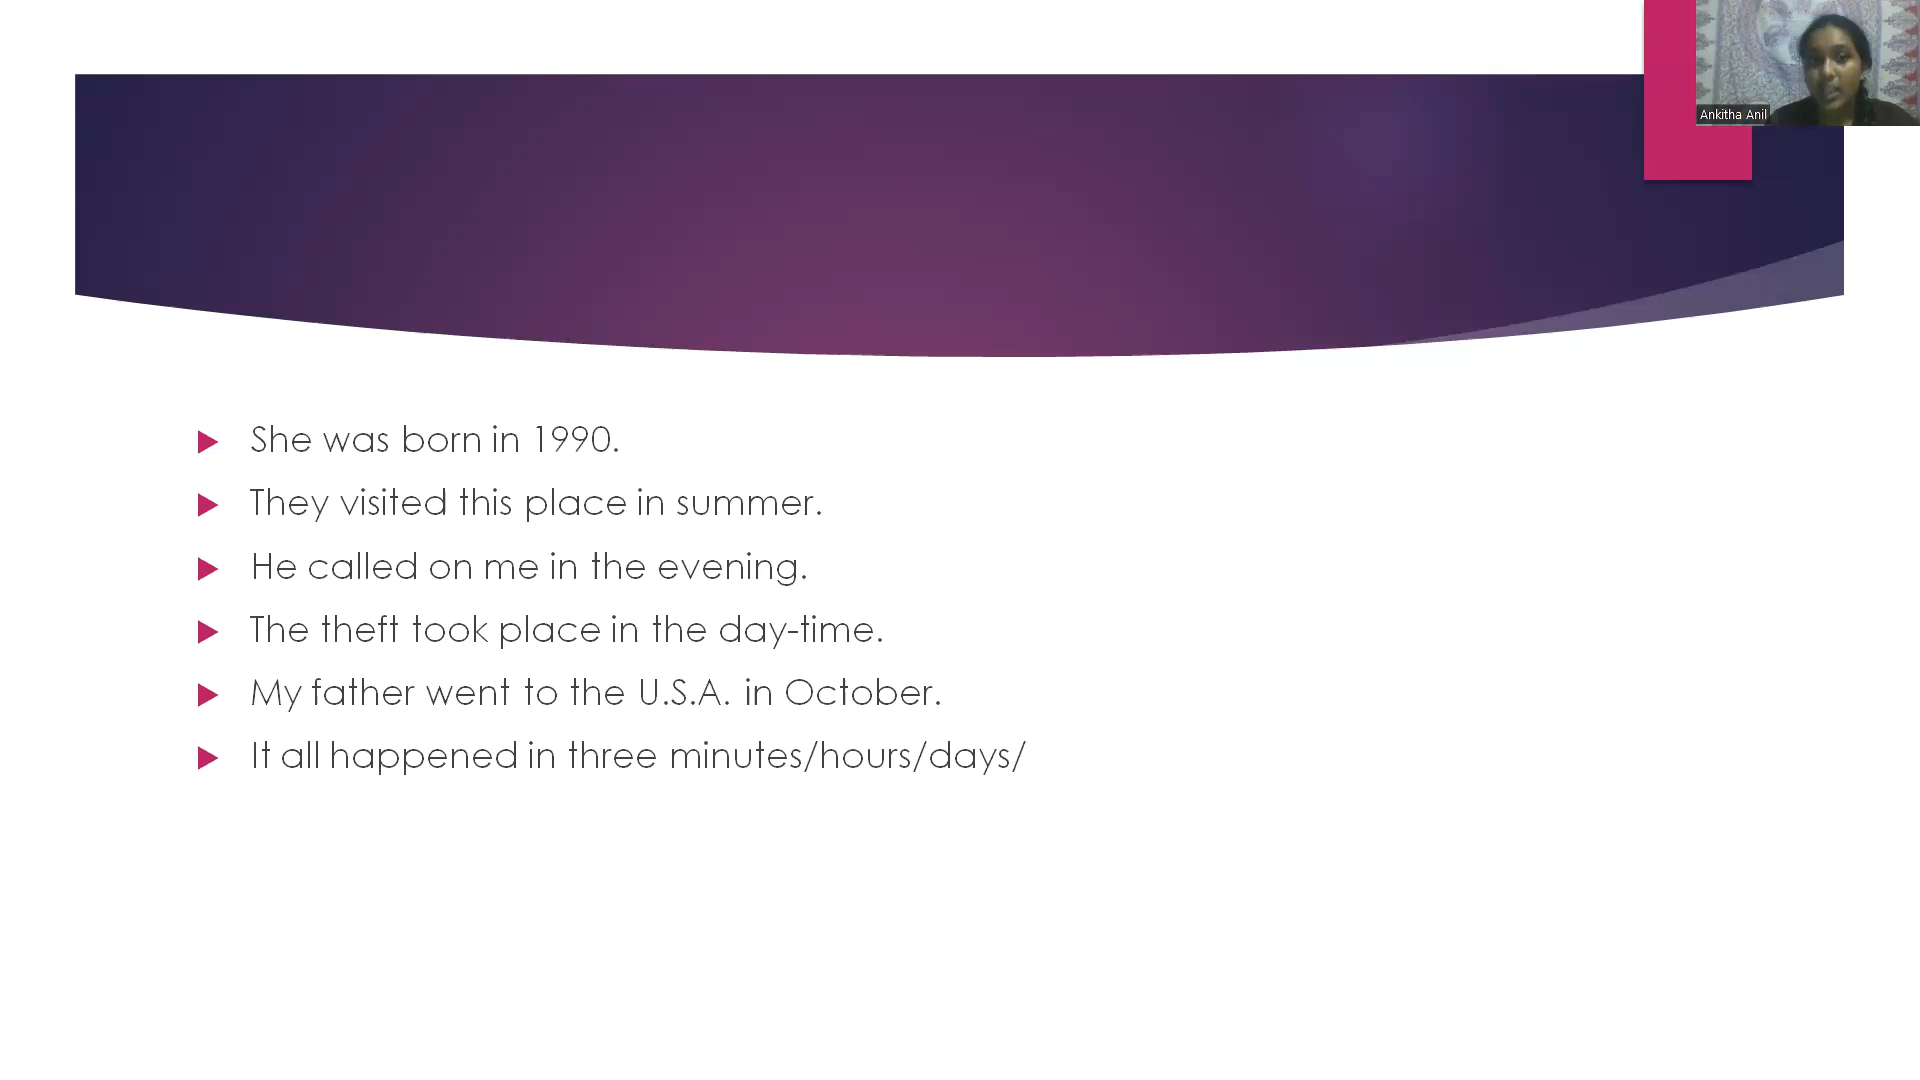 Ankitha Anil
She was born in 1990.
They visited this place in summer.
He called on me in the evening.
The theft took place in the day-time.
My father went to the U.S.A. in October.
It all happened in three minutes/hours/days/